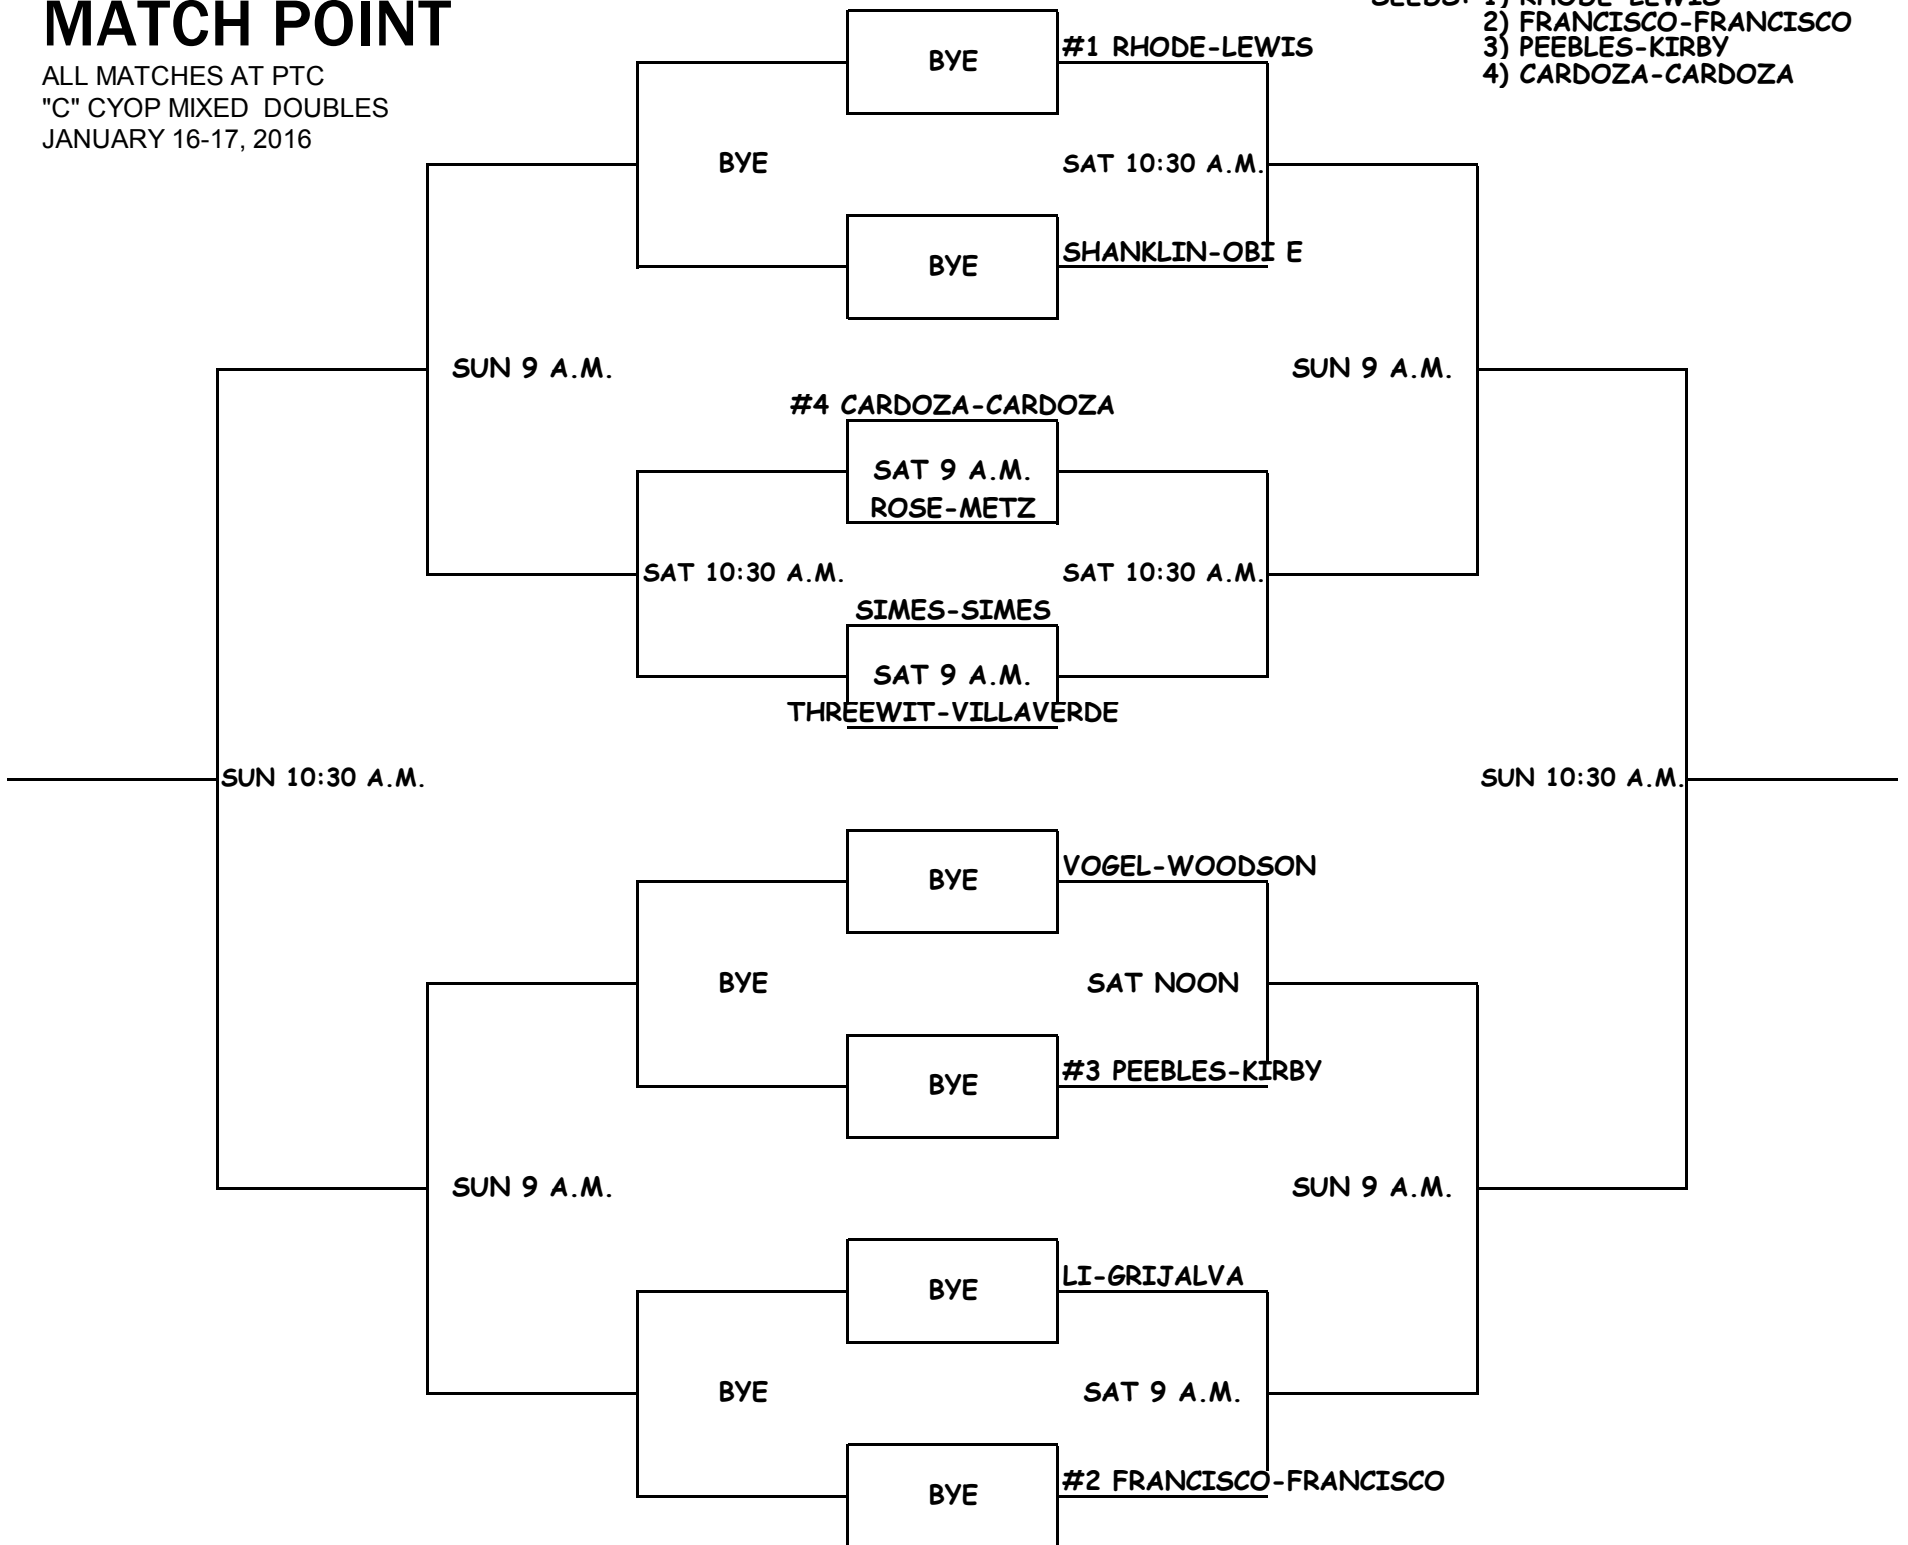 MATCH POINT
ALL MATCHES AT PTC
"C" CYOP MIXED DOUBLES
JANUARY 16-17, 2016
SEEDS: 1) RHODE-LEWIS
2) FRANCISCO-FRANCISCO
3) PEEBLES-KIRBY
4) CARDOZA-CARDOZA
BYE
#1 RHODE-LEWIS
BYE
SAT 10:30 A.M.
BYE
SHANKLIN-OBI E
SUN 9 A.M.
SUN 9 A.M.
#4 CARDOZA-CARDOZA
SAT 9 A.M.
ROSE-METZ
SAT 10:30 A.M.
SAT 10:30 A.M.
SIMES-SIMES
SAT 9 A.M.
THREEWIT-VILLAVERDE
SUN 10:30 A.M.
SUN 10:30 A.M.
BYE
VOGEL-WOODSON
BYE
SAT NOON
BYE
#3 PEEBLES-KIRBY
SUN 9 A.M.
SUN 9 A.M.
BYE
LI-GRIJALVA
BYE
SAT 9 A.M.
BYE
#2 FRANCISCO-FRANCISCO